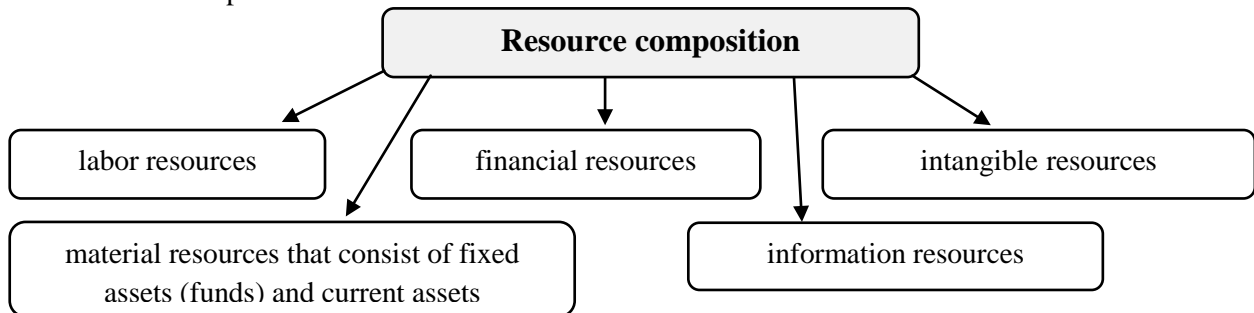 Resource composition
labor resources
financial resources
intangible resources
material resources that consist of fixed
assets (funds) and current assets
information resources